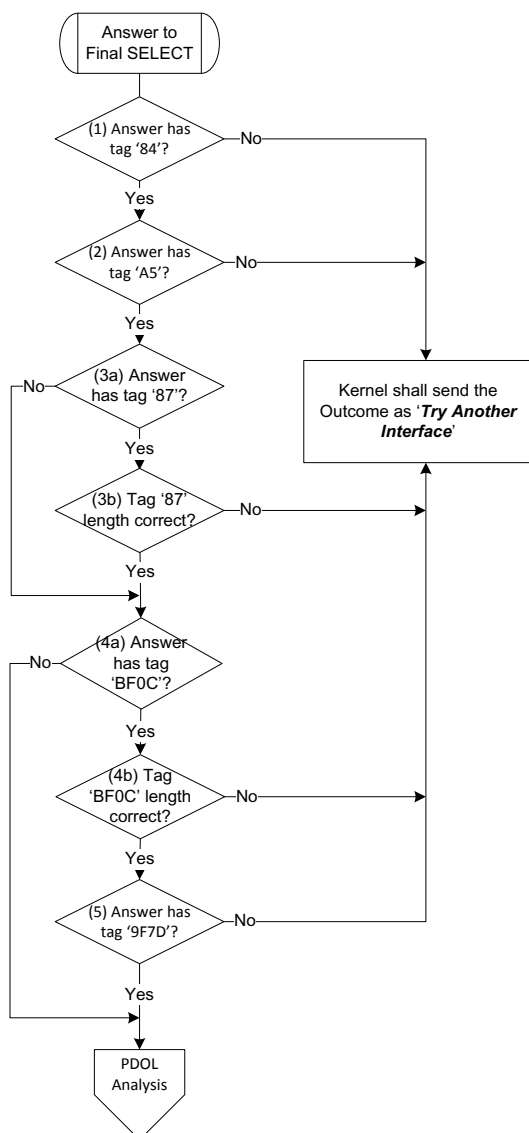 Answer to
Final SELECT
(1) Answer has
tag ‘84’?
No
Yes
(2) Answer has
tag ‘A5’?
No
Yes
(3a) Answer
has tag ‘87’?
No
Kernel shall send the
Outcome as ‘Try Another
Interface’
Yes
(3b) Tag ‘87’
length correct?
No
Yes
(4a) Answer
has tag
‘BF0C’?
No
Yes
(4b) Tag
‘BF0C’ length
correct?
No
Yes
(5) Answer has
tag ‘9F7D’?
No
Yes
PDOL
Analysis